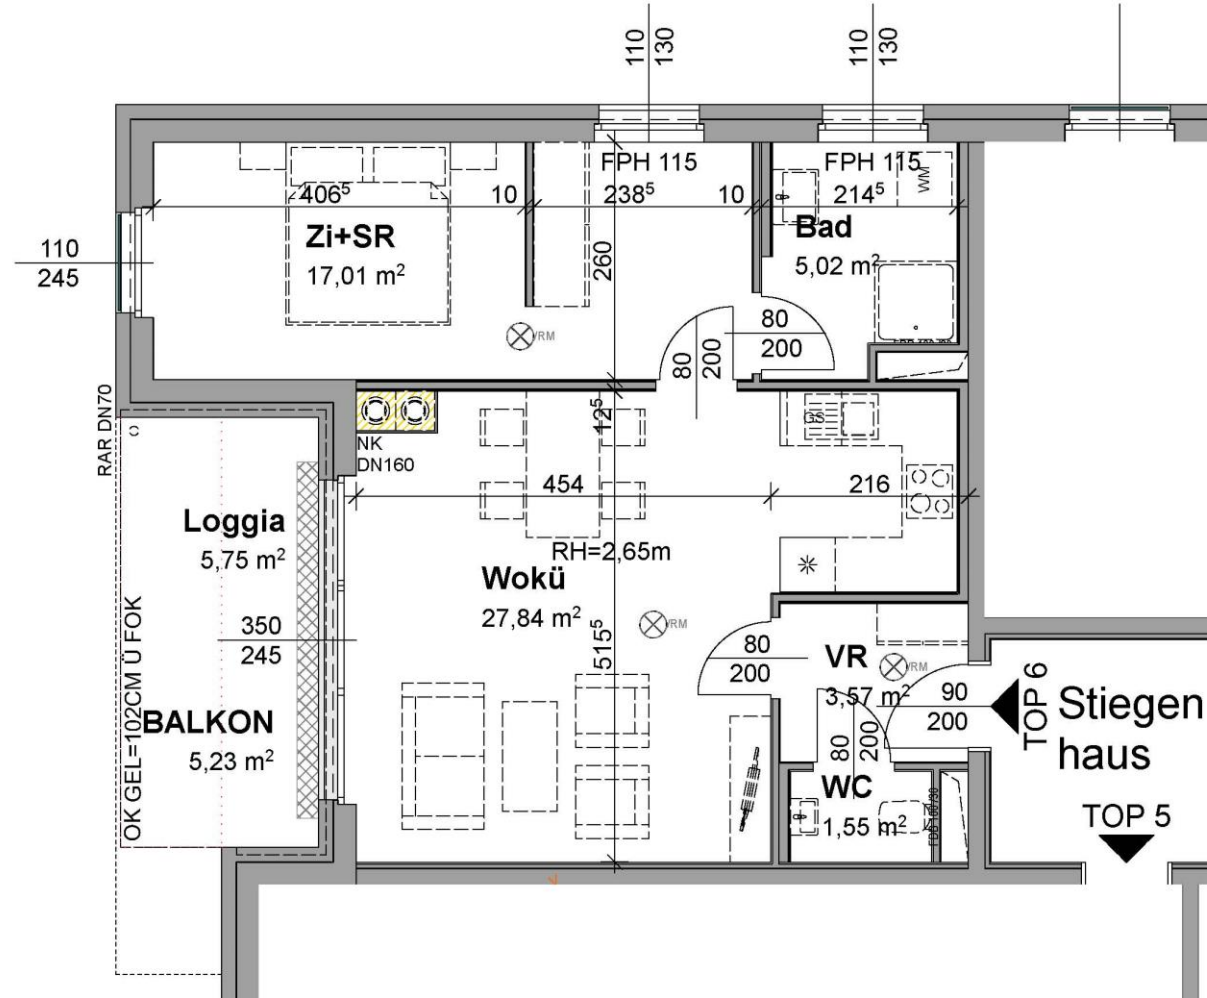 110
130
110
130
FPH 115
FPH 115
WM
406⁵
10
238⁵
10
214⁵
Zi+SR
17,01 m²
Bad
5,02 m²
110
245
260
VRM
80
200
80
200
RAR DN70
NK
DN160
12⁵
GS
454
216
Loggia
5,75 m²
RH=2,65m
Wokü
27,84 m²
VRM
350
245
515⁵
OK GEL=102CM Ü FOK
BALKON
5,23 m²
80
200
VR
VRM
3,57 m²
90
200
TOP 6
Stiegen
haus
80
200
WC
1,55 m²
TOP 5